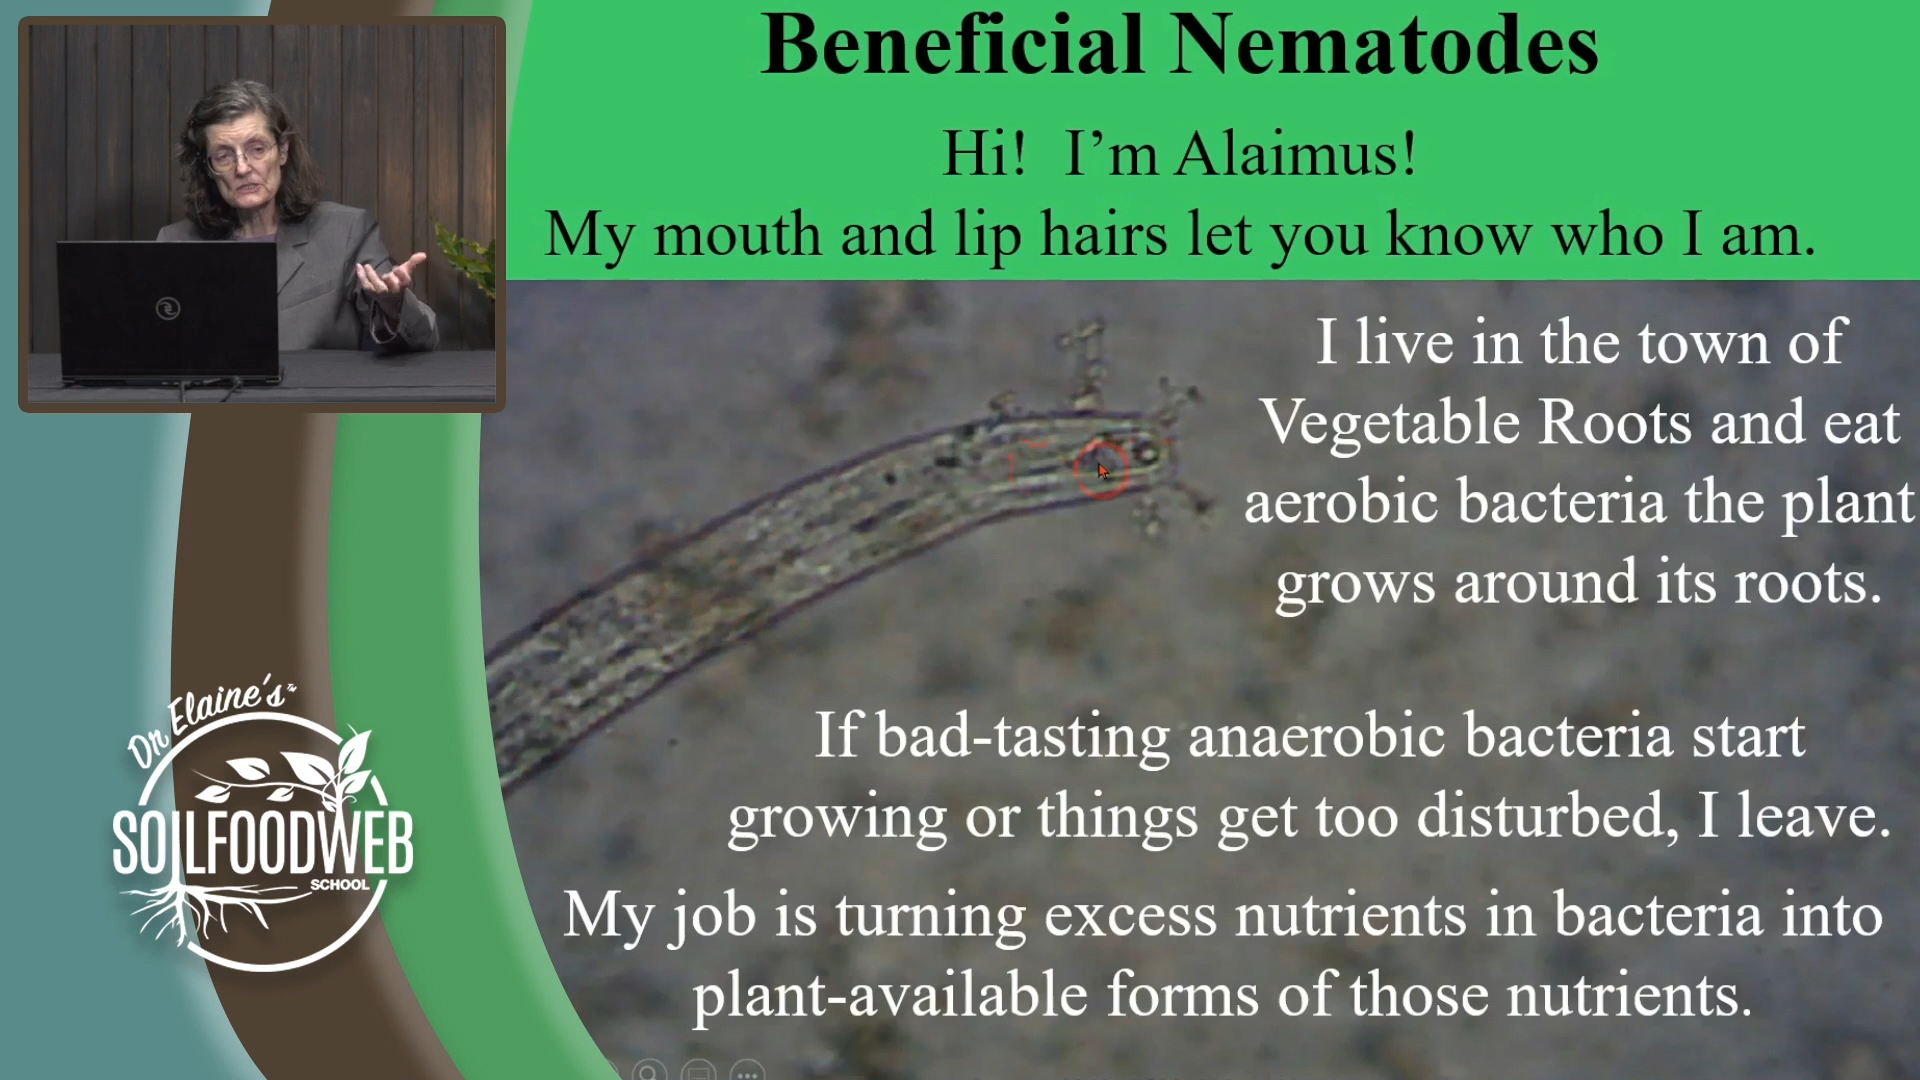 Beneficial Nematodes
Hi! I’m Alaimus!
My mouth and lip hairs let you know who I am.
I live in the town of
Vegetable Roots and eat
aerobic bacteria the plant
grows around its roots.
If bad-tasting anaerobic bacteria start
growing or things get too disturbed, I leave.
My job is turning excess nutrients in bacteria into
plant-available forms of those nutrients.
Dr Elaine's™
SOILFOODWEB
SCHOOL